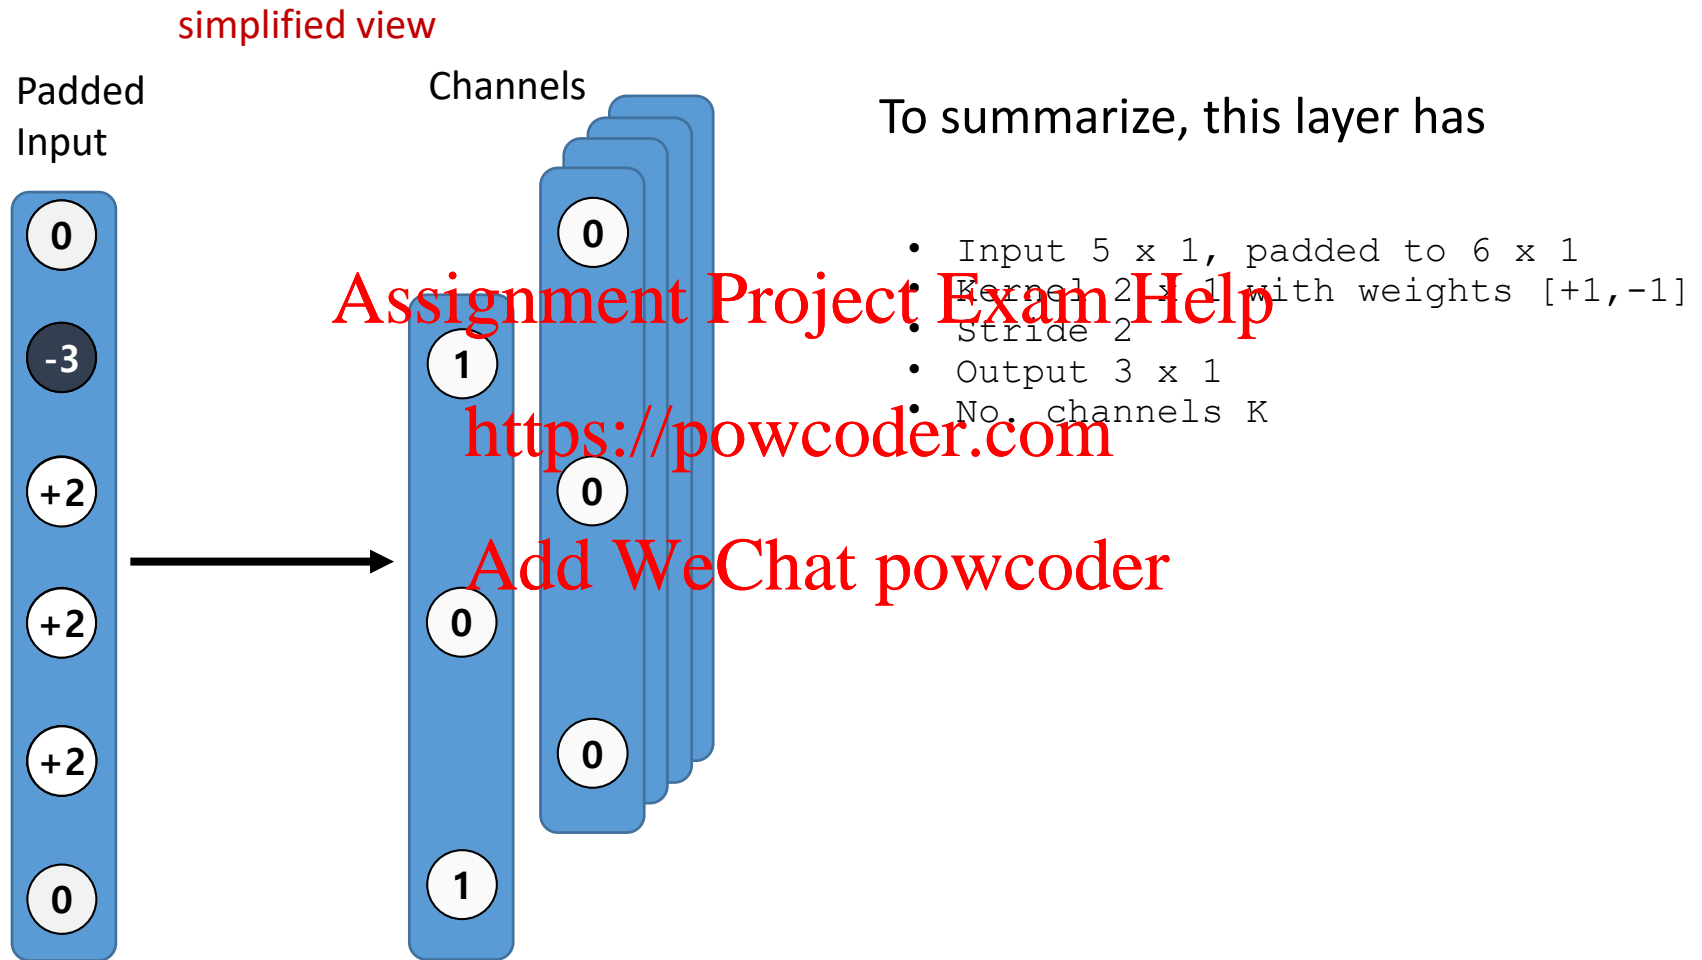 simplified view
Padded
Input
Channels
0
-3
+2
+2
+2
0
1
0
1
0
0
0
To summarize, this layer has
• Input 5 x 1, padded to 6 x 1
• Kernel 2 x 1 with weights [+1,-1]
• Stride 2
• Output 3 x 1
• No. channels K
Assignment Project Exam Help
https://powcoder.com
Add WeChat powcoder